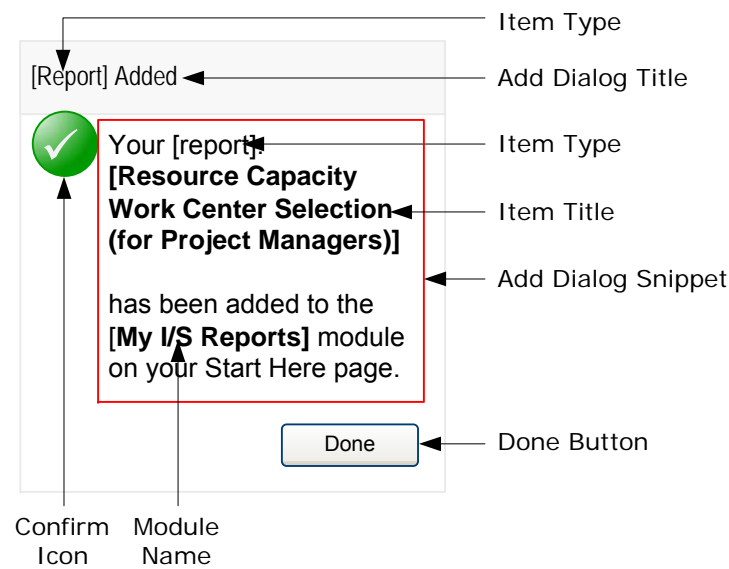 Item Type
[Report] Added
Add Dialog Title
Your [report]:
Item Type
[Resource Capacity
Work Center Selection
(for Project Managers)]
Item Title
Add Dialog Snippet
has been added to the
[My I/S Reports] module
on your Start Here page.
Done
Done Button
Confirm
Icon
Module
Name